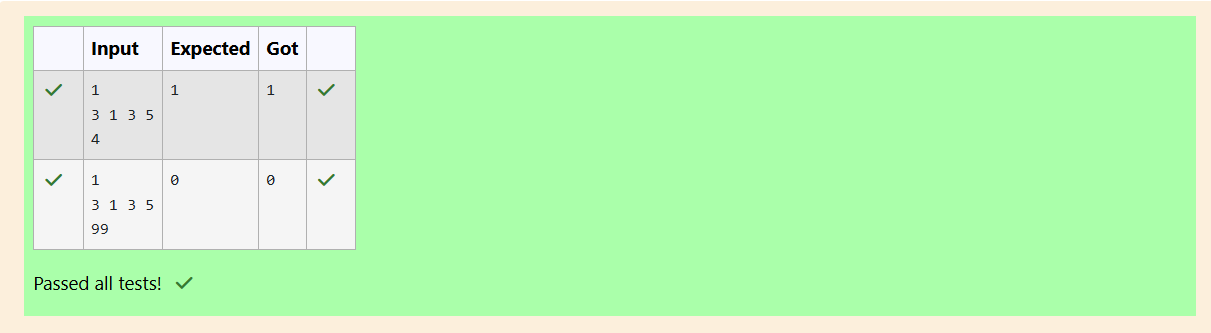 Input Expected Got
1 1 1
3 1 3 5
4
1 0 0
3 1 3 5
99
Passed all tests!